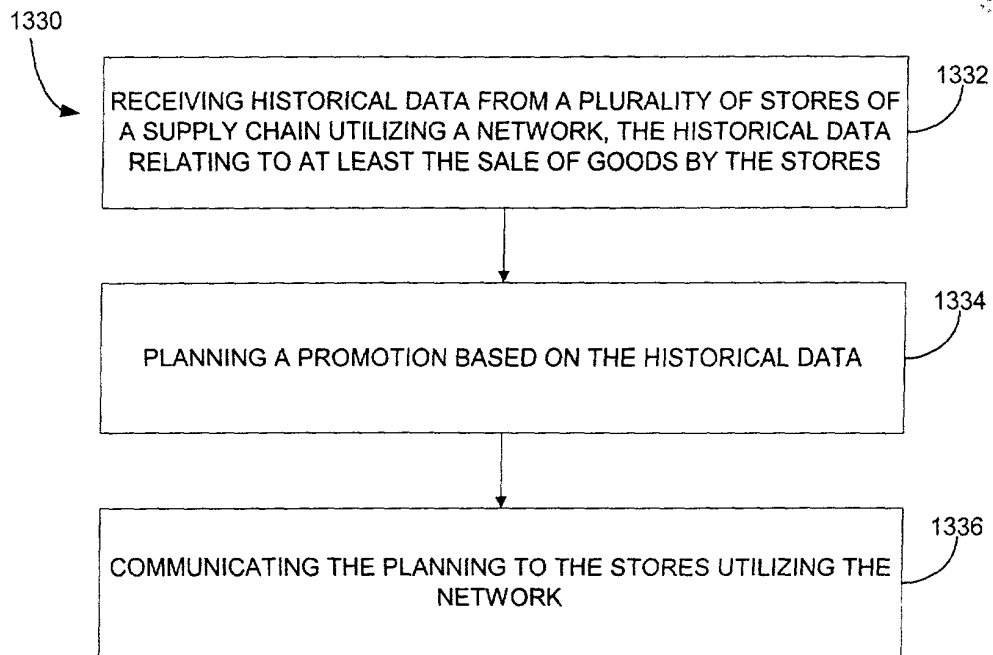 1330
1332
RECEIVING HISTORICAL DATA FROM A PLURALITY OF STORES OF
A SUPPLY CHAIN UTILIZING A NETWORK, THE HISTORICAL DATA
RELATING TO AT LEAST THE SALE OF GOODS BY THE STORES
1334
PLANNING A PROMOTION BASED ON THE HISTORICAL DATA
1336
COMMUNICATING THE PLANNING TO THE STORES UTILIZING THE
NETWORK